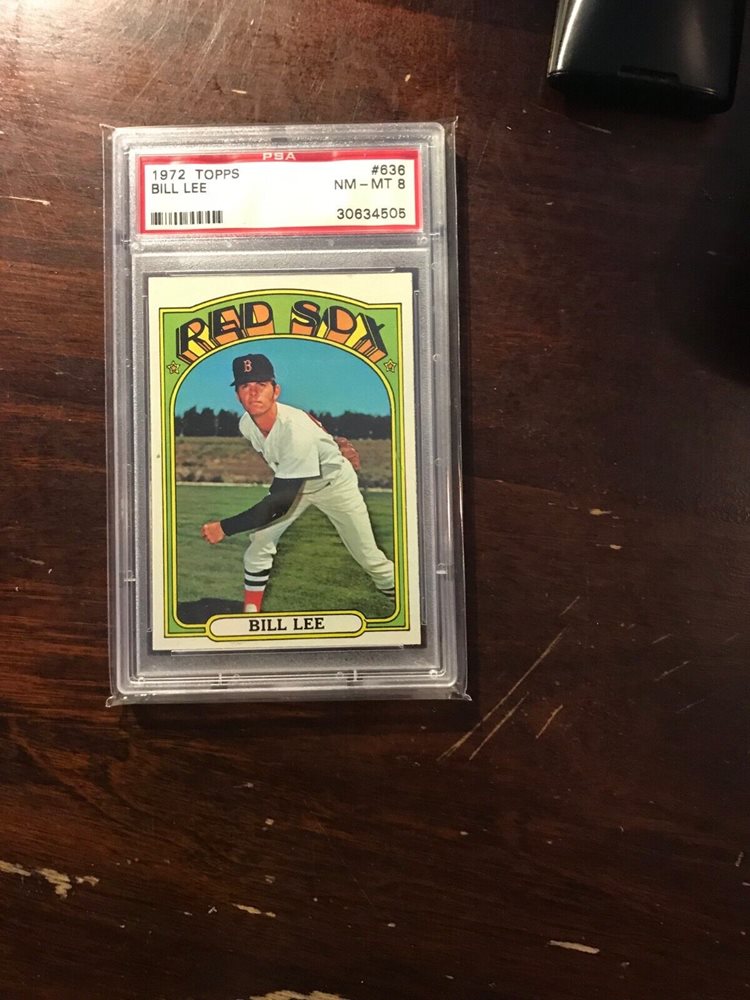 PSA
1972 TOPPS #636
BILL LEE NM-MT 8
30634505
RED SOX
B
BILL LEE